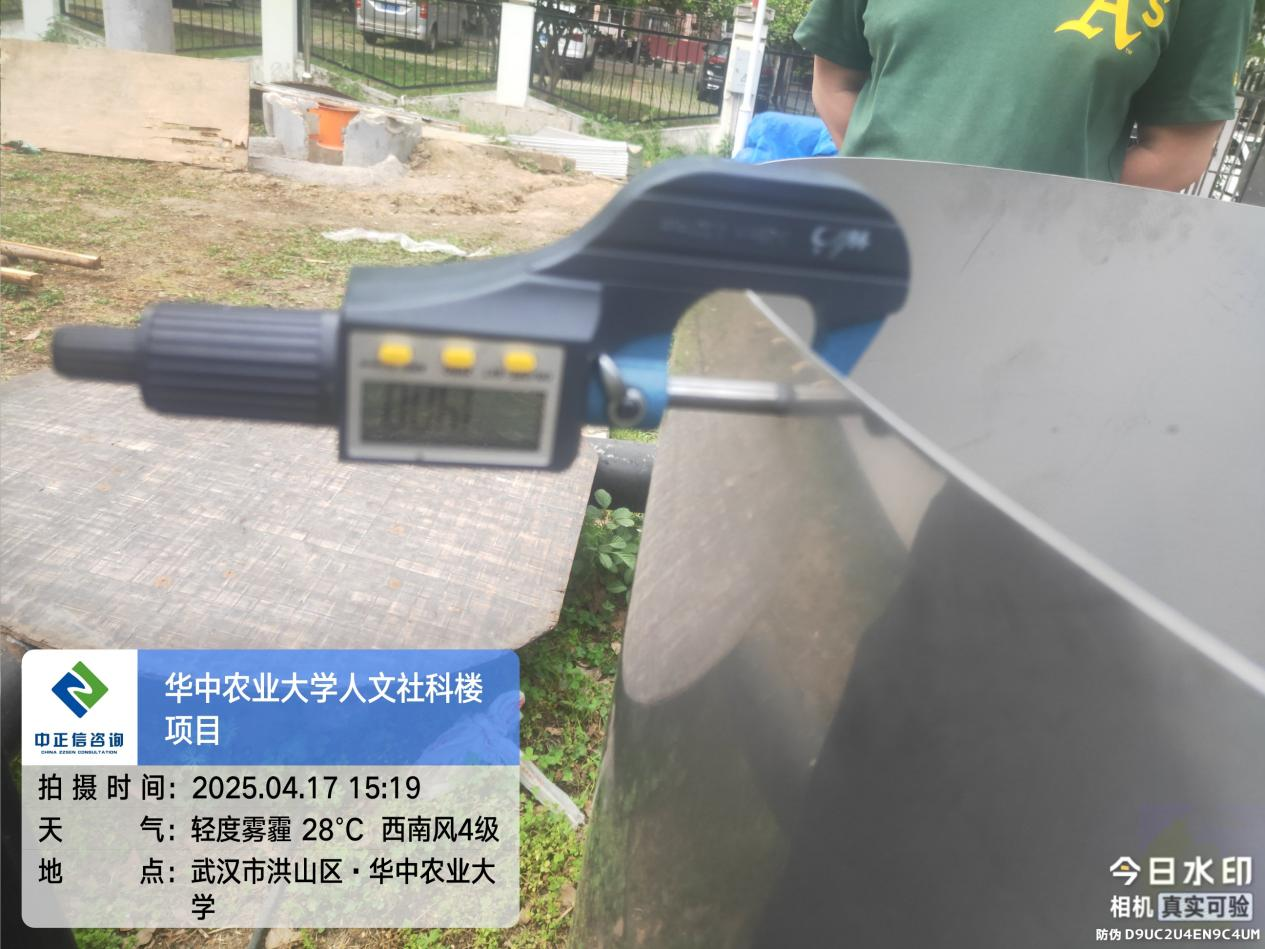 A's
中正信咨询
CHINA ZZSEN CONSULTATION
华中农业大学人文社科楼
项目
拍摄时间：2025.04.17 15:19
天气：轻度雾霾 28°C 西南风4级
地点：武汉市洪山区·华中农业大
学
今日水印
相机 真实可验
防伪 D9UC2U4EN9C4UM